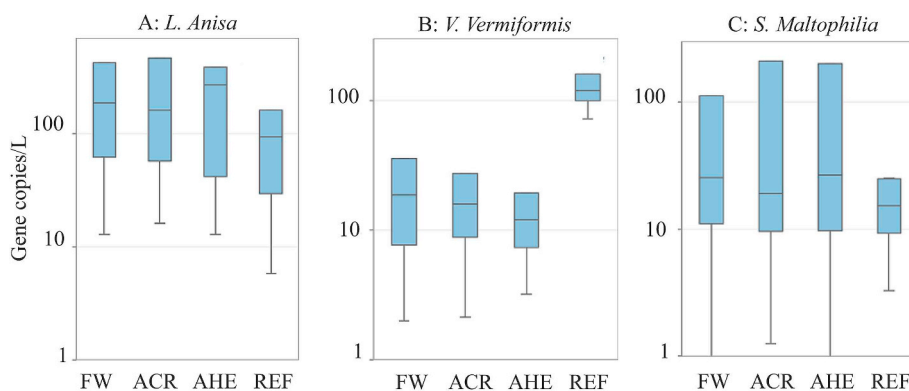 A: L. Anisa
B: V. Vermiformis
C: S. Maltophilia
Gene copies/L
100
10
1
FW ACR AHE REF
100
10
1
FW ACR AHE REF
100
10
1
FW ACR AHE REF